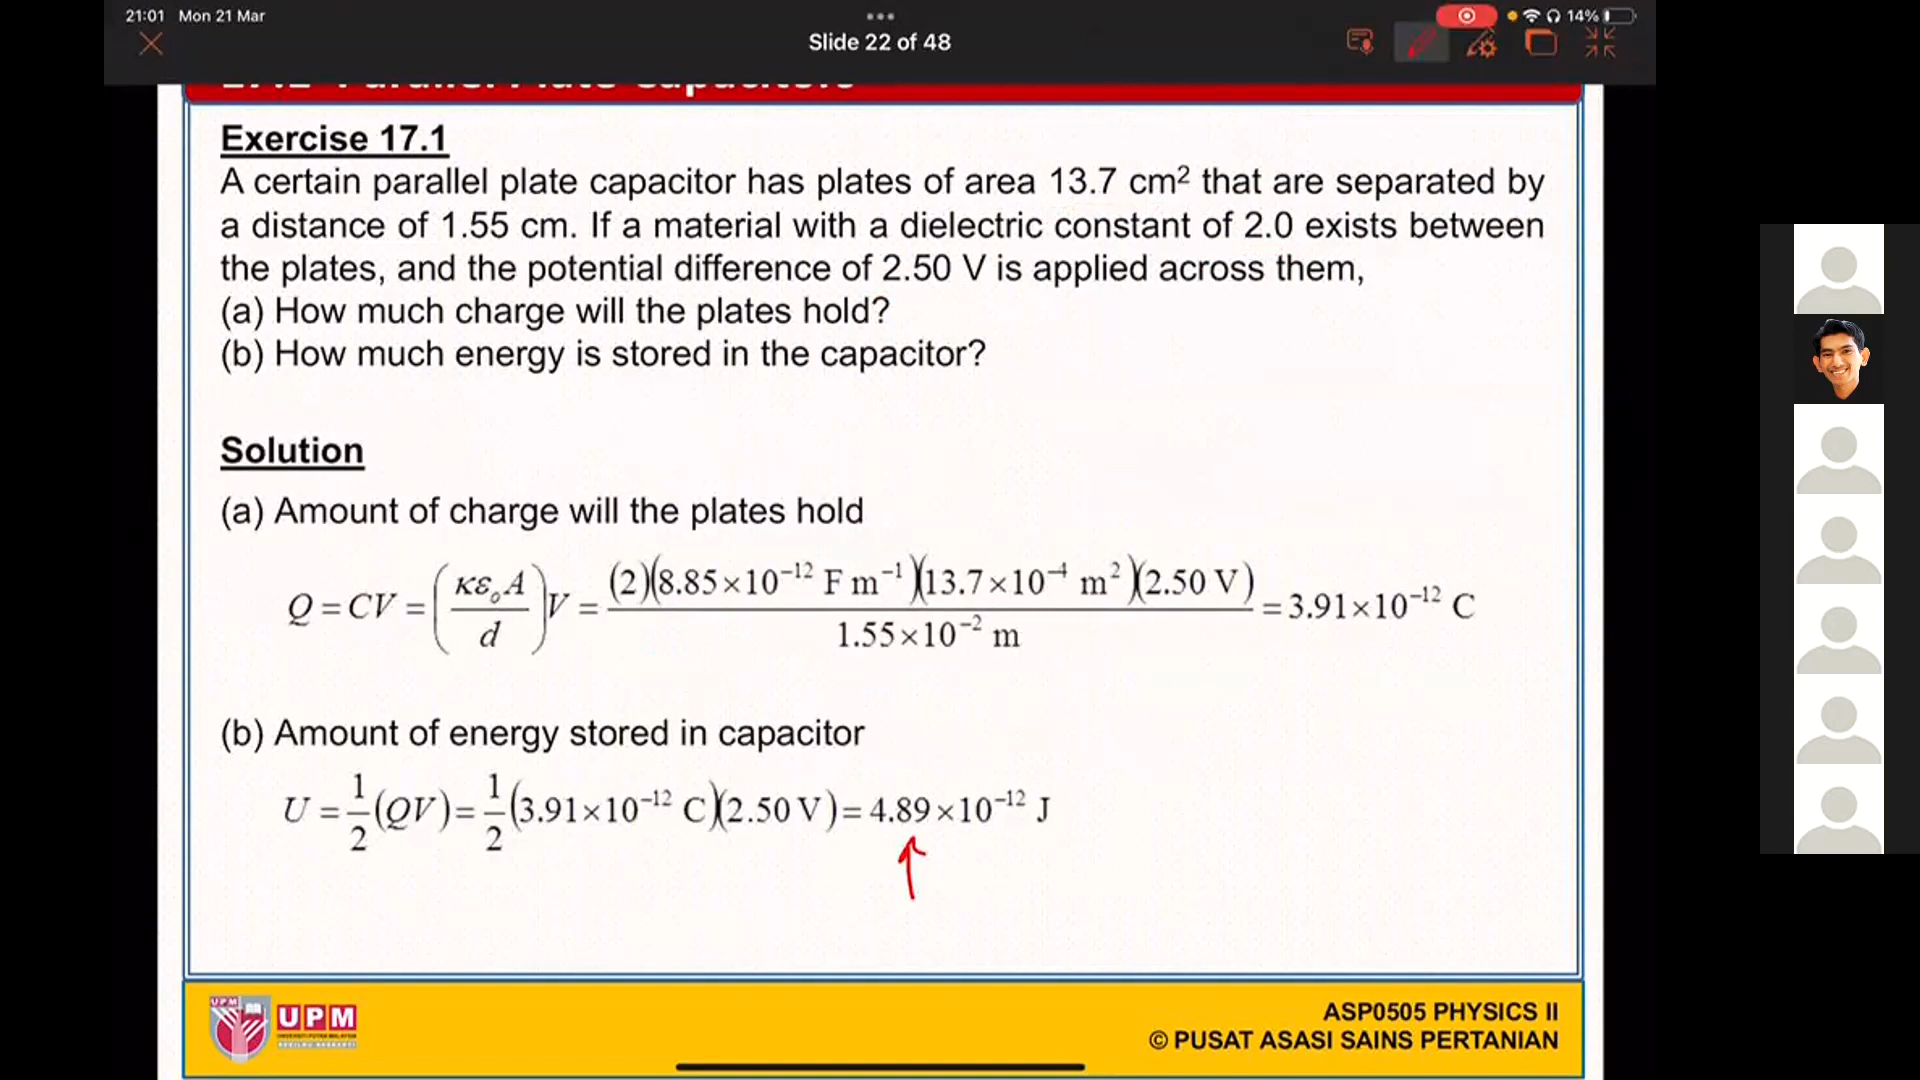 21:01 Mon 21 Mar
14%
Slide 22 of 48
17.2 Parallel Plate Capacitors
Exercise 17.1
A certain parallel plate capacitor has plates of area 13.7 cm² that are separated by
a distance of 1.55 cm. If a material with a dielectric constant of 2.0 exists between
the plates, and the potential difference of 2.50 V is applied across them,
(a) How much charge will the plates hold?
(b) How much energy is stored in the capacitor?
Solution
(a) Amount of charge will the plates hold
Q = CV = (κε₀A / d)V = (2)(8.85×10⁻¹² F m⁻¹)(13.7×10⁻⁴ m²)(2.50 V) / 1.55×10⁻² m = 3.91×10⁻¹² C
(b) Amount of energy stored in capacitor
U = 1/2 (QV) = 1/2 (3.91×10⁻¹² C)(2.50 V) = 4.89×10⁻¹² J
UPM
UPM
ASP0505 PHYSICS II
© PUSAT ASASI SAINS PERTANIAN